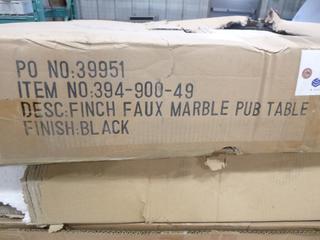 PO NO:39951
ITEM NO:394-900-49
DESC:FINCH FAUX MARBLE PUB TABLE
FINISH:BLACK